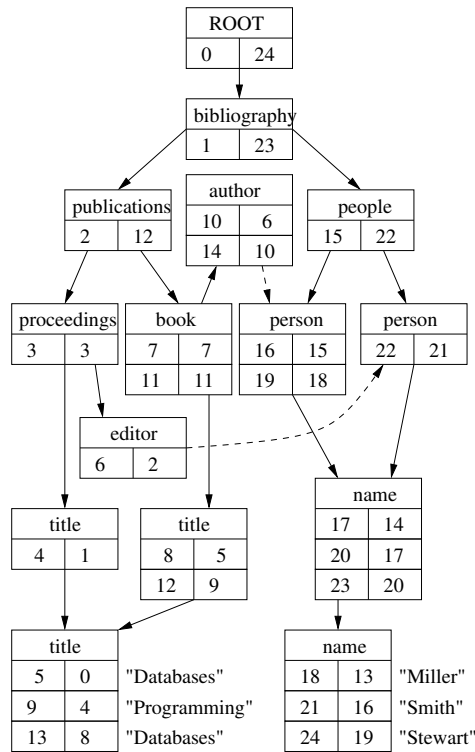 ROOT
0 24
bibliography
1 23
publications
2 12
author
10 6
14 10
people
15 22
proceedings
3 3
book
7 7
11 11
person
16 15
19 18
person
22 21
editor
6 2
title
4 1
title
8 5
12 9
name
17 14
20 17
23 20
title
5 0 "Databases"
9 4 "Programming"
13 8 "Databases"
name
18 13 "Miller"
21 16 "Smith"
24 19 "Stewart"